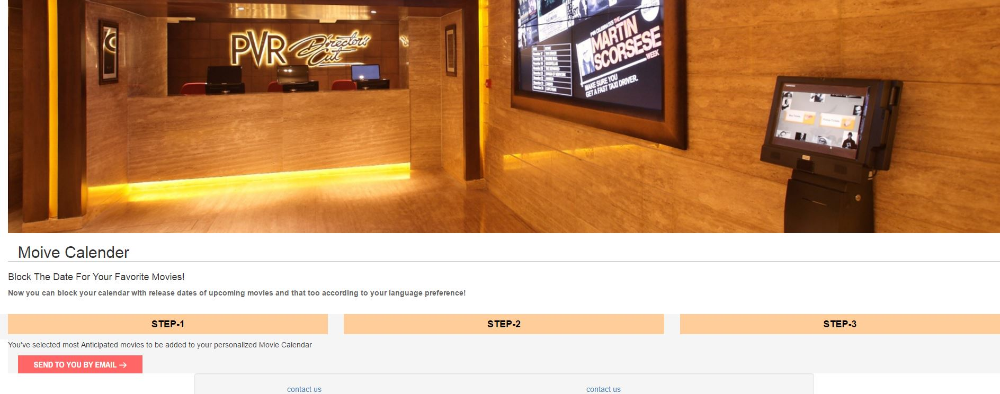 PVR Director's Cut
PVR CELEBRATES THE
MARTIN
SCORSESE
WEEK
MAKE SURE YOU
GET A FAST TAXI DRIVER.
Moive Calender
Block The Date For Your Favorite Movies!
Now you can block your calendar with release dates of upcoming movies and that too according to your language preference!
STEP-1 STEP-2 STEP-3
You've selected most Anticipated movies to be added to your personalized Movie Calendar
SEND TO YOU BY EMAIL →
contact us contact us